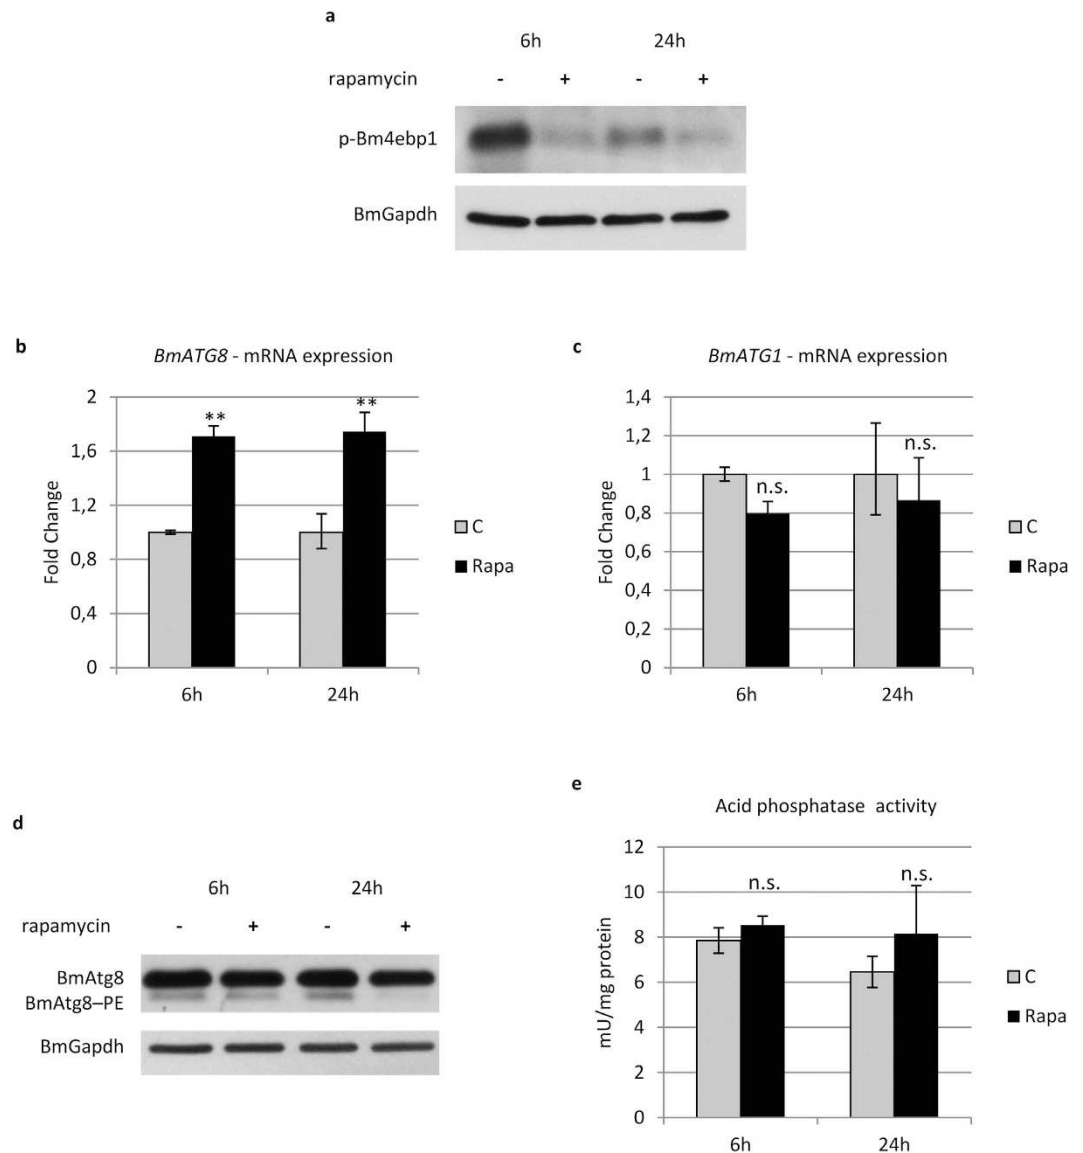 a
6h 24h
rapamycin - + - +
p-Bm4ebp1
BmGapdh
b
BmATG8 - mRNA expression
2
1,6
1,2
0,8
0,4
0
Fold Change
** **
6h 24h
C
Rapa
c
BmATG1 - mRNA expression
1,4
1,2
1
0,8
0,6
0,4
0,2
0
Fold Change
n.s. n.s.
6h 24h
C
Rapa
d
6h 24h
rapamycin - + - +
BmAtg8
BmAtg8–PE
BmGapdh
e
Acid phosphatase activity
12
10
8
6
4
2
0
mU/mg protein
n.s. n.s.
6h 24h
C
Rapa